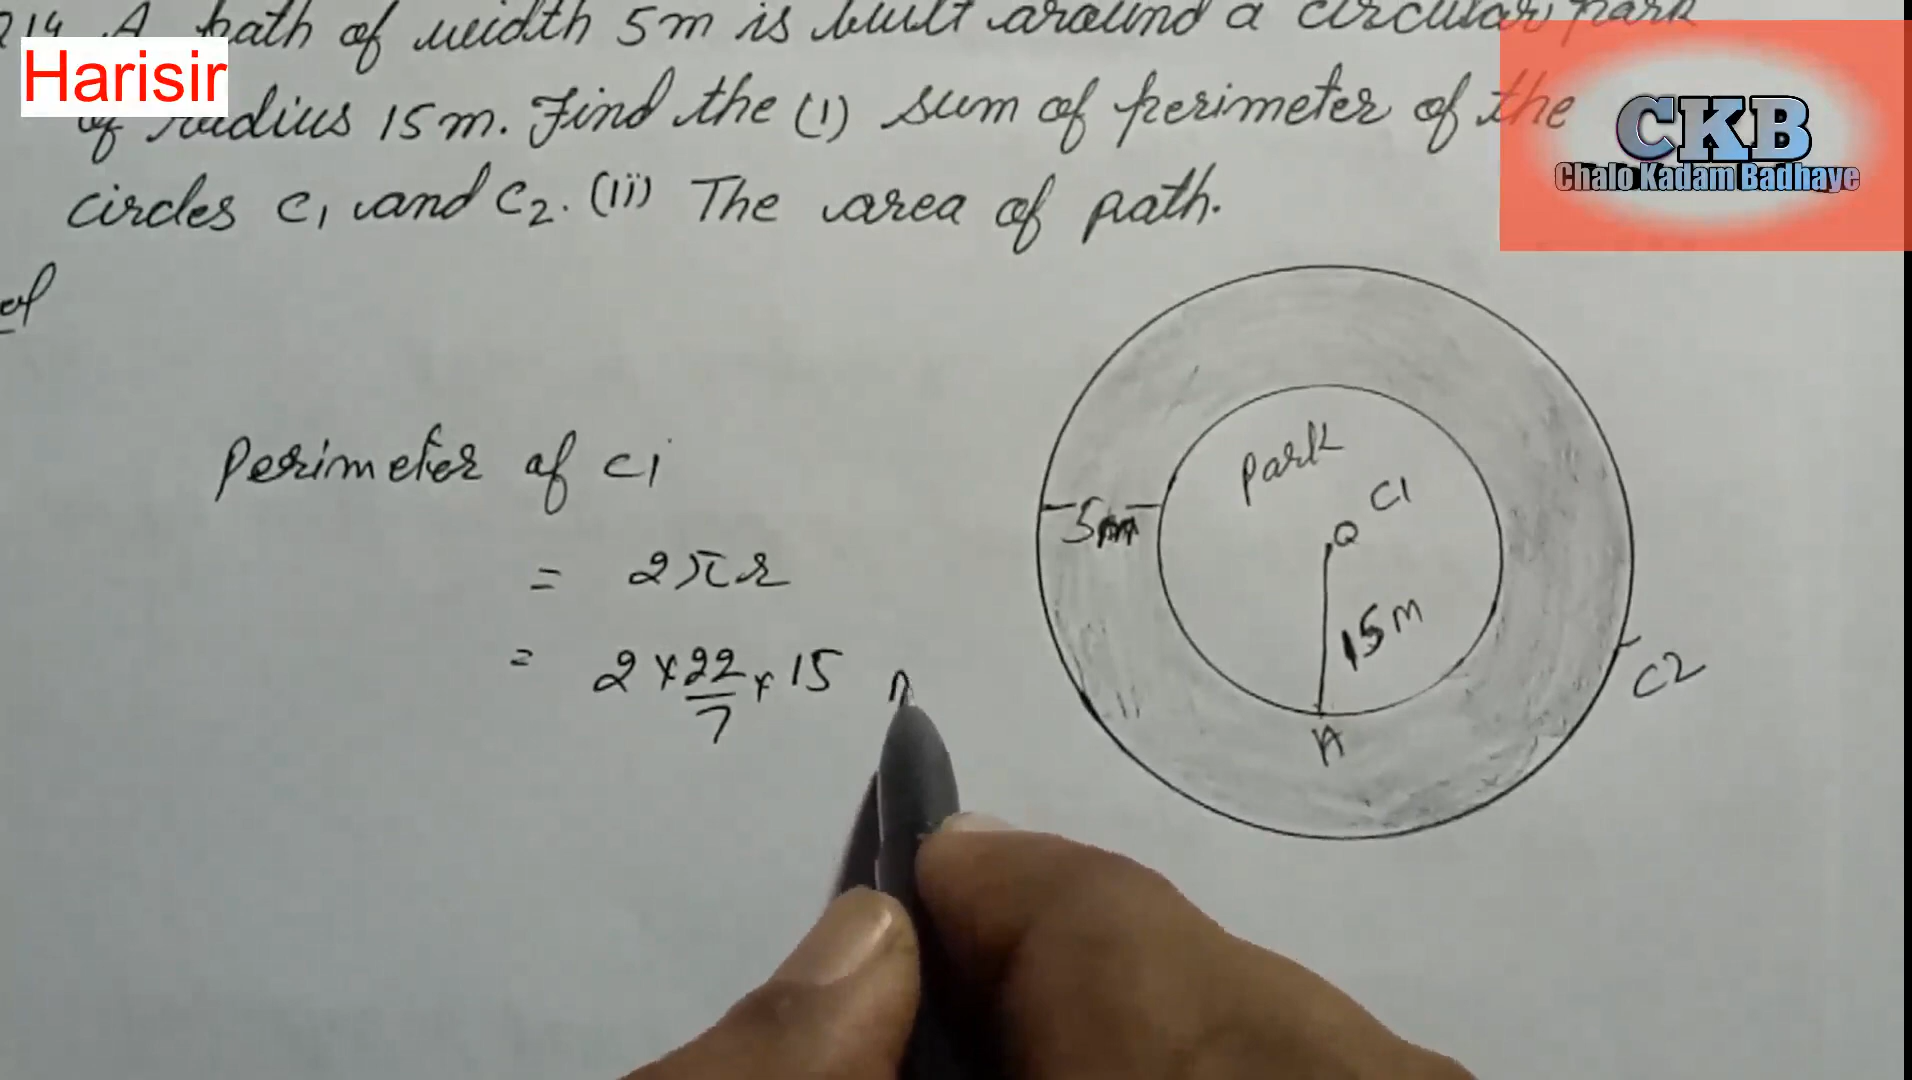 214 A path of width 5m is built around a circular park
Harisir
of radius 15m. Find the (1) sum of perimeter of the
circles C1 and C2. (ii) The area of path.
CKB
Chalo Kadam Badhaye
Perimeter of C1
= 2πr
= 2 × 22/7 × 15
Park
C1
5m
O
15m
A
C2